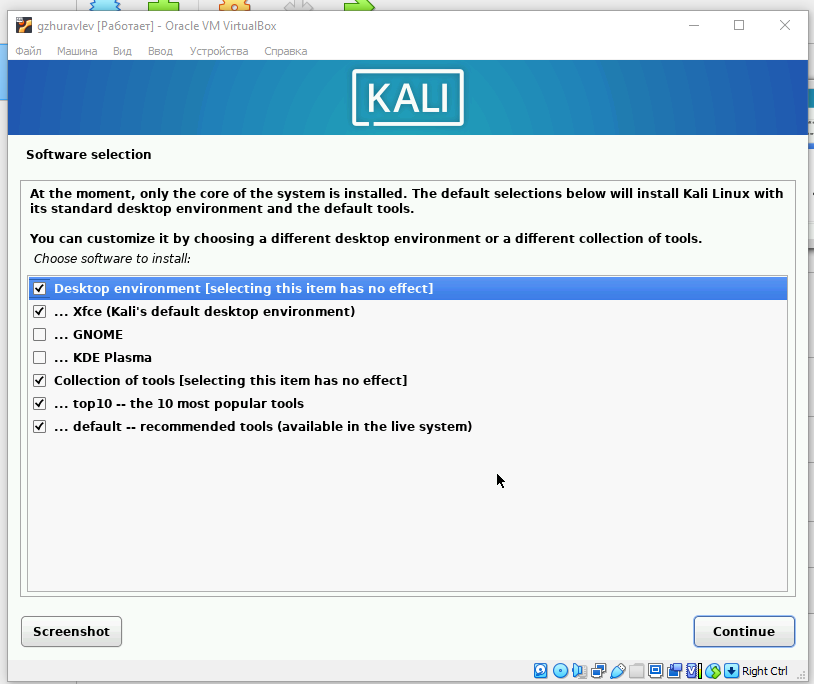 gzhuravlev [Работает] - Oracle VM VirtualBox
Файл Машина Вид Ввод Устройства Справка
KALI
Software selection
At the moment, only the core of the system is installed. The default selections below will install Kali Linux with
its standard desktop environment and the default tools.
You can customize it by choosing a different desktop environment or a different collection of tools.
Choose software to install:
Desktop environment [selecting this item has no effect]
... Xfce (Kali's default desktop environment)
... GNOME
... KDE Plasma
Collection of tools [selecting this item has no effect]
... top10 -- the 10 most popular tools
... default -- recommended tools (available in the live system)
Screenshot Continue
Right Ctrl